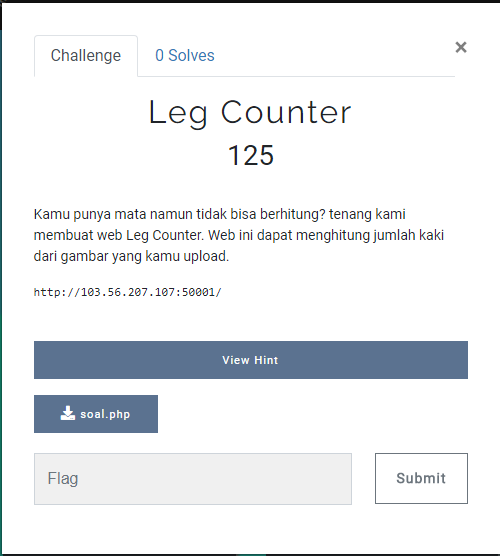 Challenge
0 Solves
×
Leg Counter
125
Kamu punya mata namun tidak bisa berhitung? tenang kami
membuat web Leg Counter. Web ini dapat menghitung jumlah kaki
dari gambar yang kamu upload.
http://103.56.207.107:50001/
View Hint
soal.php
Flag
Submit